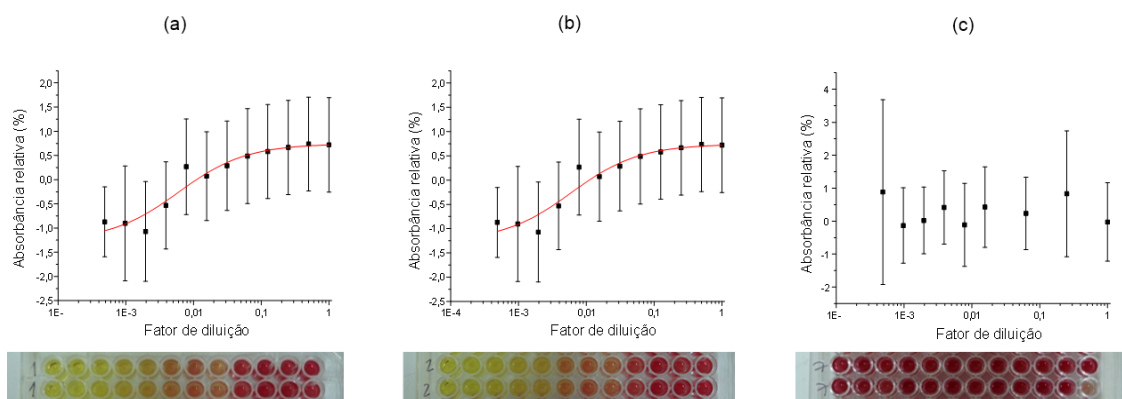 (a)
(b)
(c)
Absorbância relativa (%)
2,0
1,5
1,0
0,5
0,0
-0,5
-1,0
-1,5
-2,0
-2,5
1E-
1E-3
0,01
0,1
1
Fator de diluição
Absorbância relativa (%)
2,0
1,5
1,0
0,5
0,0
-0,5
-1,0
-1,5
-2,0
-2,5
1E-4
1E-3
0,01
0,1
1
Fator de diluição
Absorbância relativa (%)
4
2
0
-2
1E-
1E-3
0,01
0,1
1
Fator de diluição
1
1
2
2
7
7